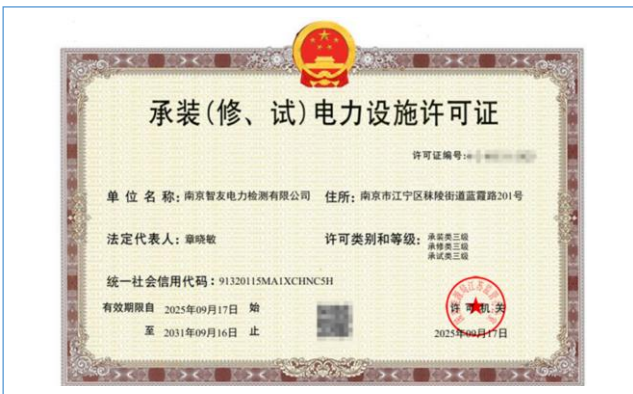 承装(修、试)电力设施许可证
许可证编号:
单位名称: 南京智友电力检测有限公司 住所: 南京市江宁区秣陵街道蓝霞路201号
法定代表人: 章晓敏 许可类别和等级: 承装类三级
承修类三级
承试类三级
统一社会信用代码: 91320115MA1XCHNC5H
有效期限自 2025年09月17日 始
许可机关
至 2031年09月16日 止
2025年09月17日